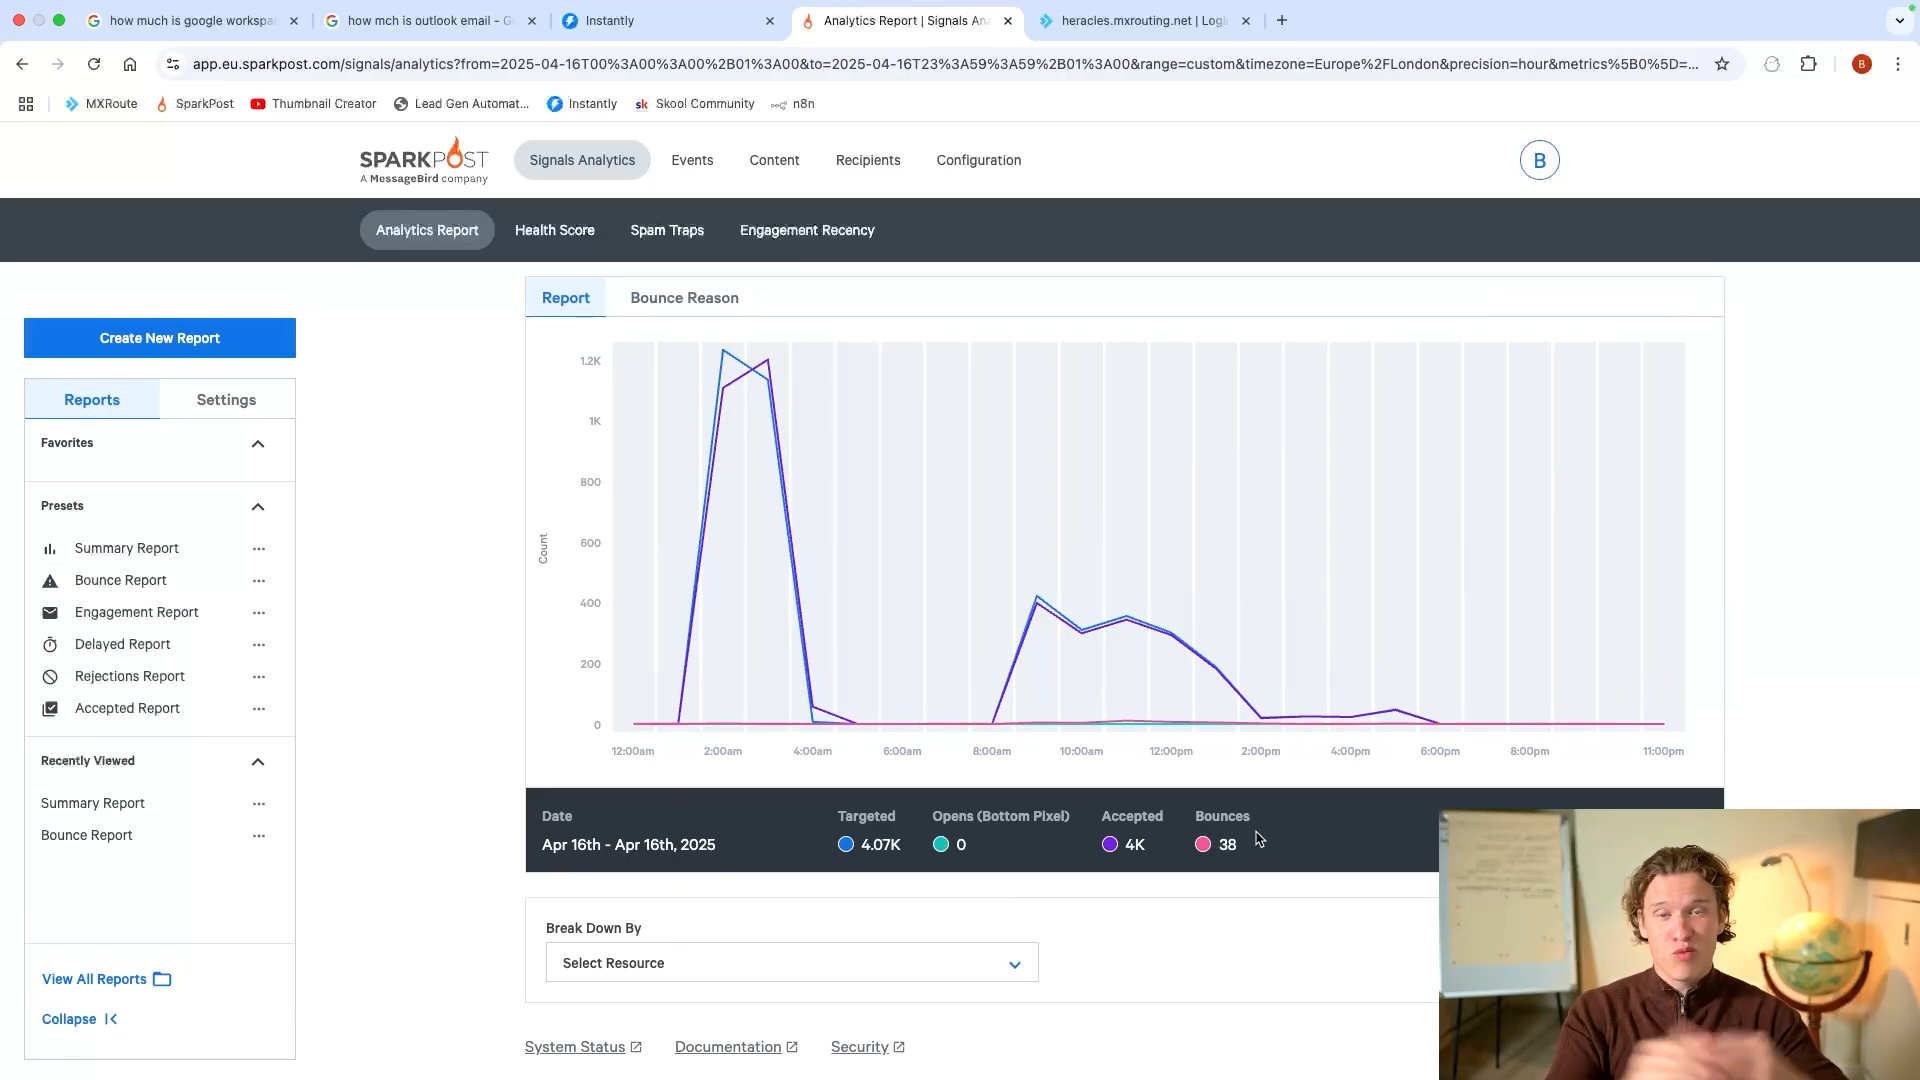 how much is google workspa
how mch is outlook email - G
Instantly
Analytics Report | Signals An
heracles.mxrouting.net | Logi
app.eu.sparkpost.com/signals/analytics?from=2025-04-16T00%3A00%3A00%2B01%3A00&to=2025-04-16T23%3A59%3A59%2B01%3A00&range=custom&timezone=Europe%2FLondon&precision=hour&metrics%5B0%5D=...
B
MXRoute
SparkPost
Thumbnail Creator
Lead Gen Automat...
Instantly
Skool Community
n8n
SPARKPOST
A MessageBird company
Signals Analytics
Events
Content
Recipients
Configuration
B
Analytics Report
Health Score
Spam Traps
Engagement Recency
Create New Report
Reports
Settings
Favorites
Presets
Summary Report
Bounce Report
Engagement Report
Delayed Report
Rejections Report
Accepted Report
Recently Viewed
Summary Report
Bounce Report
View All Reports
Collapse
Report
Bounce Reason
Count
1.2K
1K
800
600
400
200
0
12:00am
2:00am
4:00am
6:00am
8:00am
10:00am
12:00pm
2:00pm
4:00pm
6:00pm
8:00pm
11:00pm
Date
Targeted
Opens (Bottom Pixel)
Accepted
Bounces
Apr 16th - Apr 16th, 2025
4.07K
0
4K
38
Break Down By
Select Resource
System Status
Documentation
Security